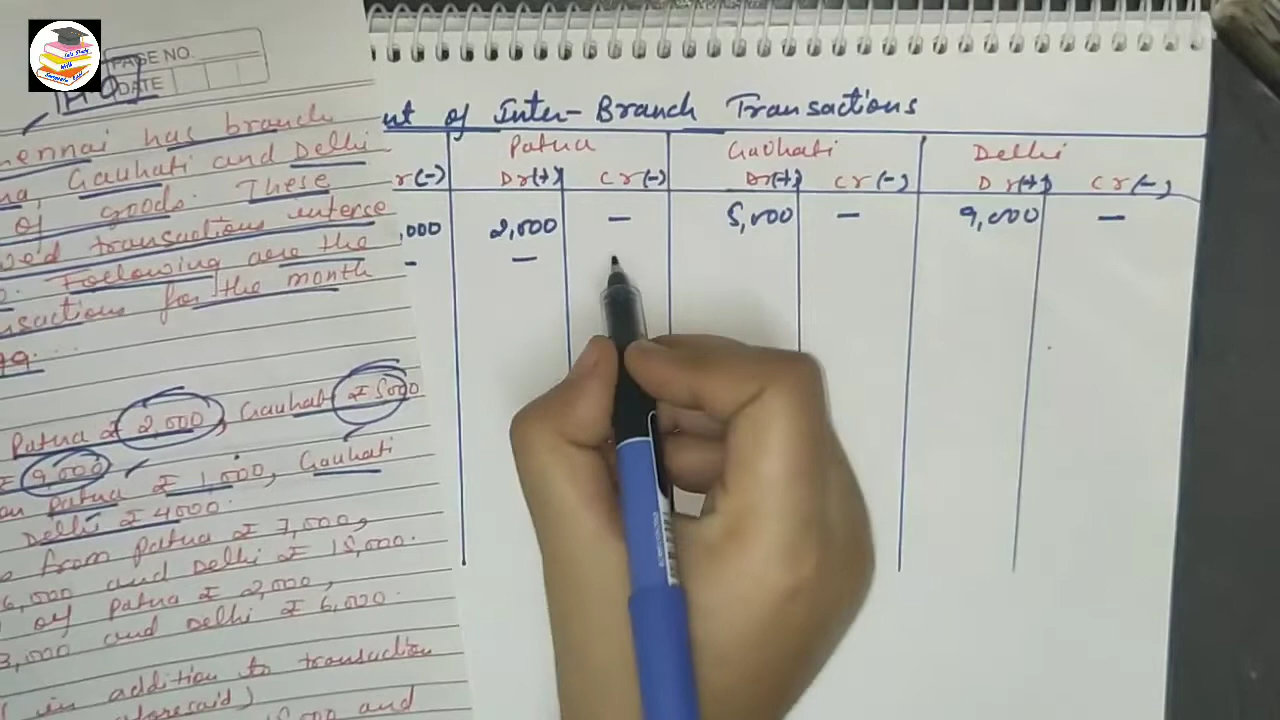 PAGE NO.
DATE
has branch
Gauhati and Delhi
of goods. These
transactions interse
Following are the
for the month
Patna ₹ 2,000, Gauhati ₹ 5000
₹ 9,000
Patna ₹ 1,000, Gauhati
Delhi ₹ 4000.
from Patna ₹ 7,000,
6,000 and Delhi ₹ 15,000.
of Patna ₹ 2,000,
3,000 and Delhi ₹ 6,000.
in addition to transaction
aforesaid)
and
of Inter-Branch Transactions
Patna Gauhati Delhi
r(-) Dr(+) Cr(-) Dr(+) Cr(-) Dr(+) Cr(-)
,000 2,000 — 5,000 — 9,000 —
— —